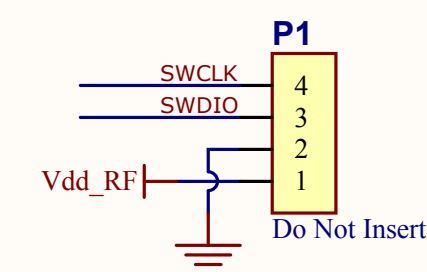 P1
SWCLK
4
SWDIO
3
2
Vdd_RF
1
Do Not Insert